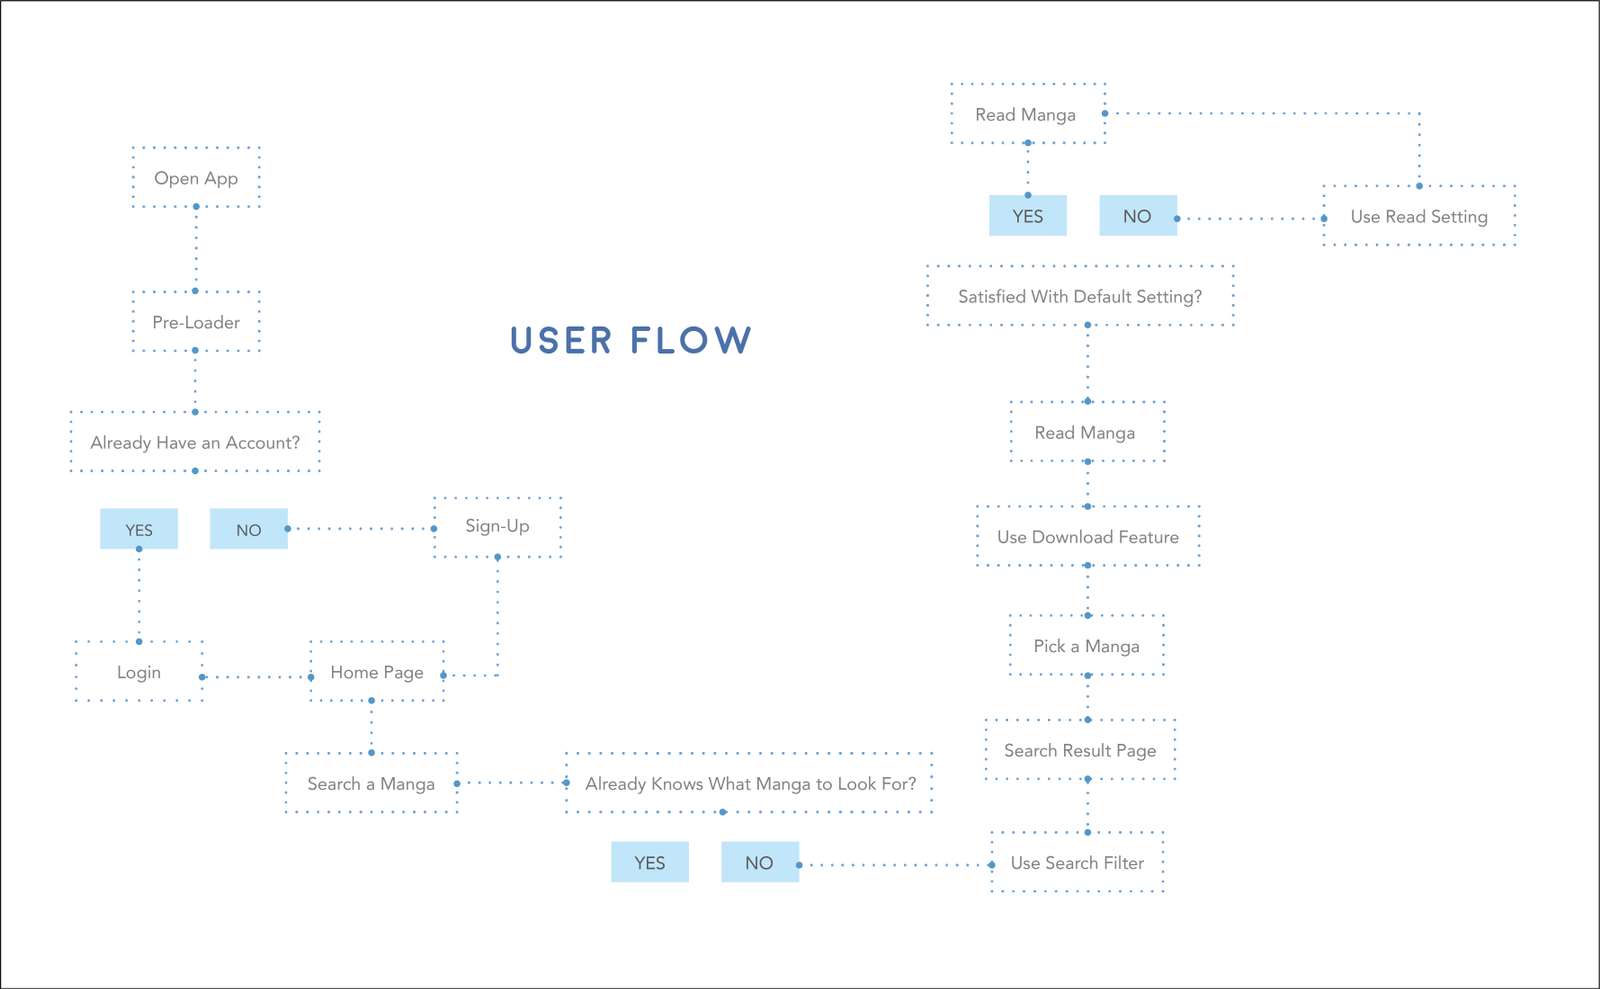 Open App
Pre-Loader
Already Have an Account?
YES
NO
Sign-Up
Login
Home Page
Search a Manga
Already Knows What Manga to Look For?
YES
NO
USER FLOW
Read Manga
YES
NO
Use Read Setting
Satisfied With Default Setting?
Read Manga
Use Download Feature
Pick a Manga
Search Result Page
Use Search Filter